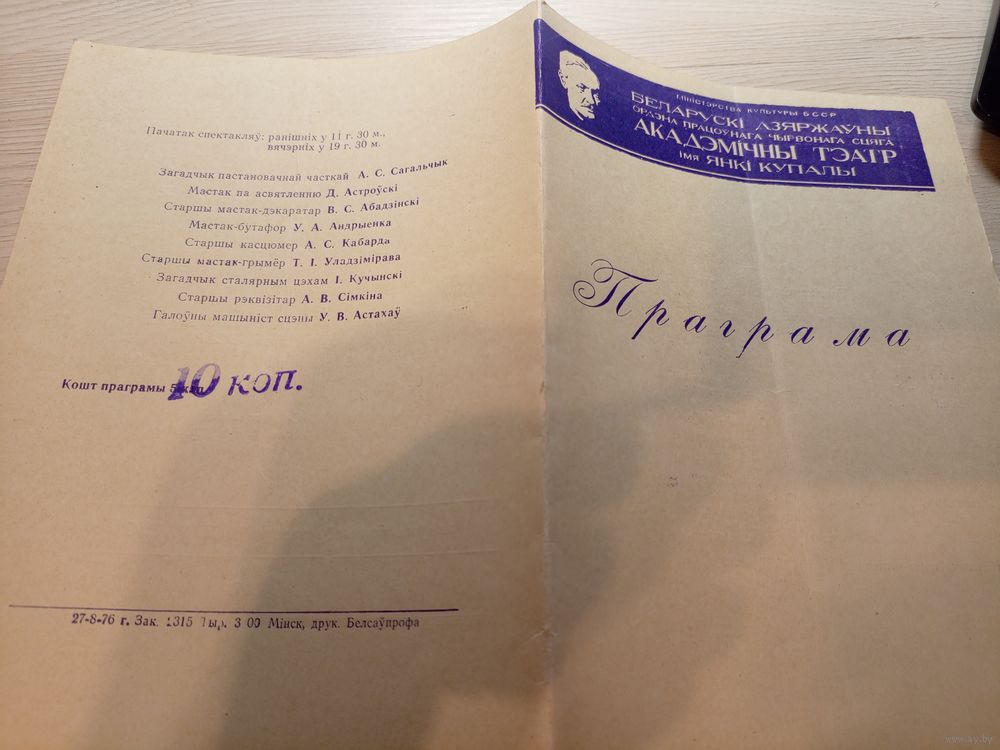 Пачатак спектакляў: ранішніх у 11 г. 30 м.,
вячэрніх у 19 г. 30 м.
Загадчык пастановачнай часткай А. С. Сагальчык
Мастак па асвятленню Д. Астроўскі
Старшы мастак-дэкаратар В. С. Абадзінскі
Мастак-бутафор У. А. Андрыенка
Старшы касцюмер А. С. Кабарда
Старшы мастак-грымёр Т. І. Уладзімірава
Загадчык сталярным цэхам І. Кучынскі
Старшы рэквізітар А. В. Сімкіна
Галоўны машыніст сцэны У. В. Астахаў
Кошт праграмы 10 коп.
27-8-76 г. Зак. 1315 Тыр. Мінск, друк. Белсаўпрофа
МІНІСТЭРСТВА КУЛЬТУРЫ БССР
БЕЛАРУСКІ ДЗЯРЖАЎНЫ
ОРДЭНА ПРАЦОЎНАГА ЧЫРВОНАГА СЦЯГА
АКАДЭМІЧНЫ ТЭАТР
ІМЯ ЯНКІ КУПАЛЫ
Праграма
www.ay.by